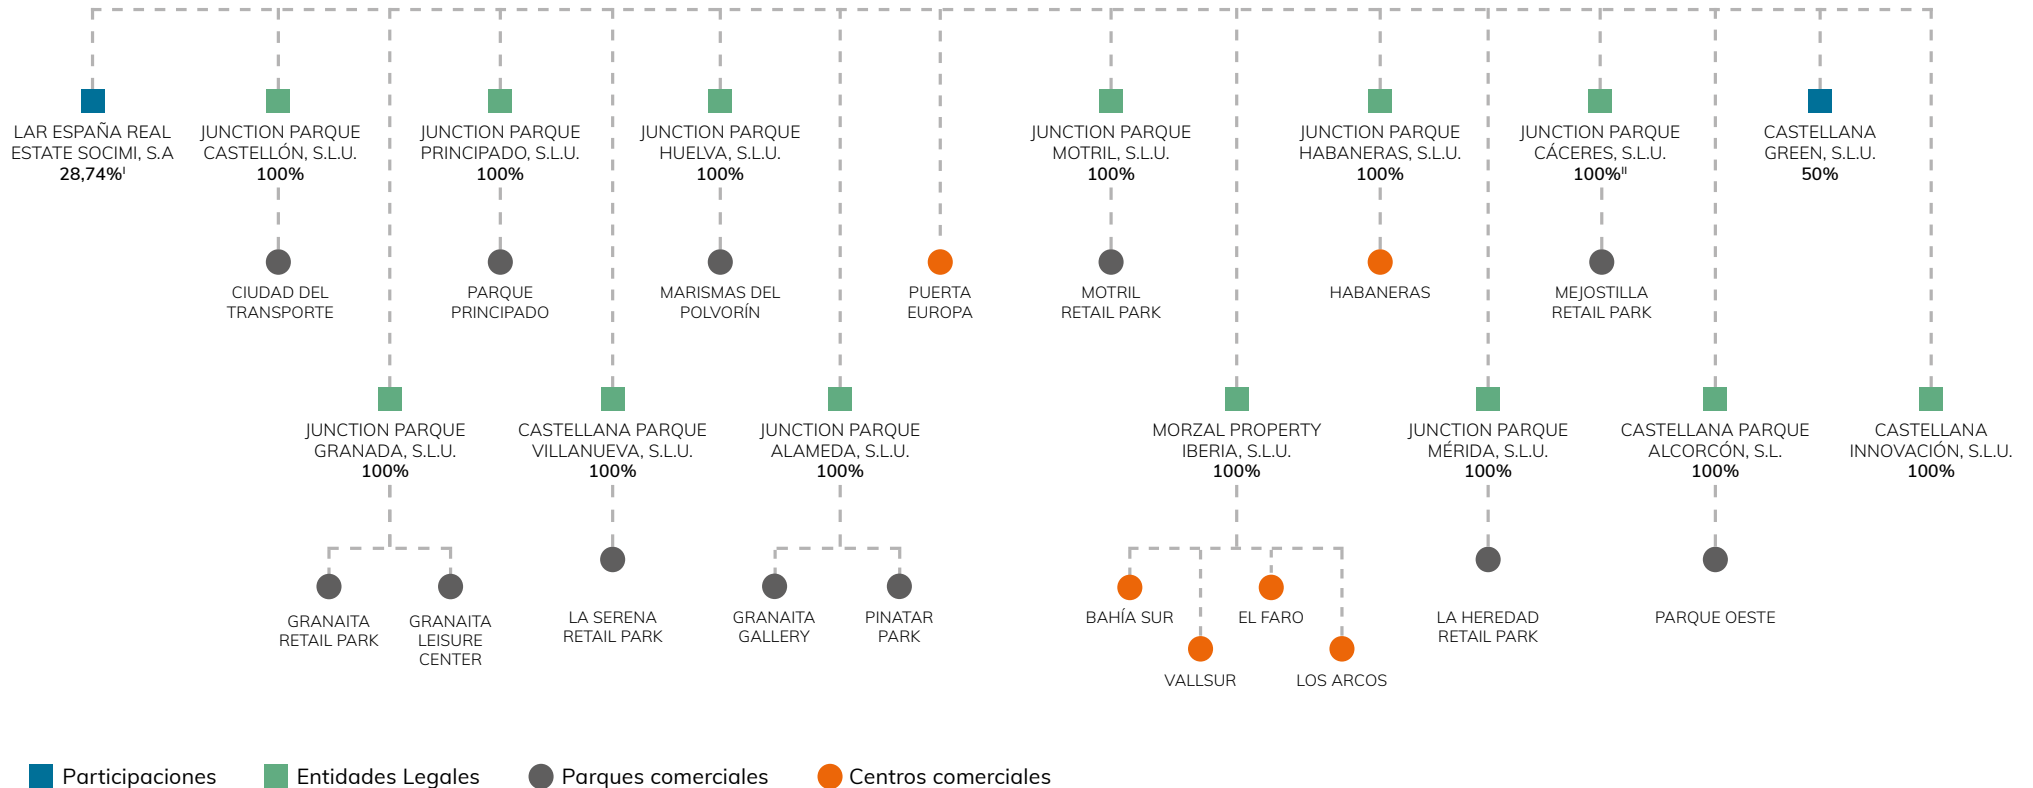 LAR ESPAÑA REAL
ESTATE SOCIMI, S.A
28,74%ᴵ
JUNCTION PARQUE
CASTELLÓN, S.L.U.
100%
JUNCTION PARQUE
PRINCIPADO, S.L.U.
100%
JUNCTION PARQUE
HUELVA, S.L.U.
100%
JUNCTION PARQUE
MOTRIL, S.L.U.
100%
JUNCTION PARQUE
HABANERAS, S.L.U.
100%
JUNCTION PARQUE
CÁCERES, S.L.U.
100%ᴵᴵ
CASTELLANA
GREEN, S.L.U.
50%
CIUDAD DEL
TRANSPORTE
PARQUE
PRINCIPADO
MARISMAS DEL
POLVORÍN
PUERTA
EUROPA
MOTRIL
RETAIL PARK
HABANERAS
MEJOSTILLA
RETAIL PARK
JUNCTION PARQUE
GRANADA, S.L.U.
100%
CASTELLANA PARQUE
VILLANUEVA, S.L.U.
100%
JUNCTION PARQUE
ALAMEDA, S.L.U.
100%
MORZAL PROPERTY
IBERIA, S.L.U.
100%
JUNCTION PARQUE
MÉRIDA, S.L.U.
100%
CASTELLANA PARQUE
ALCORCÓN, S.L.
100%
CASTELLANA
INNOVACIÓN, S.L.U.
100%
GRANAITA
RETAIL PARK
GRANAITA
LEISURE
CENTER
LA SERENA
RETAIL PARK
GRANAITA
GALLERY
PINATAR
PARK
BAHÍA SUR
VALLSUR
EL FARO
LOS ARCOS
LA HEREDAD
RETAIL PARK
PARQUE OESTE
Participaciones
Entidades Legales
Parques comerciales
Centros comerciales